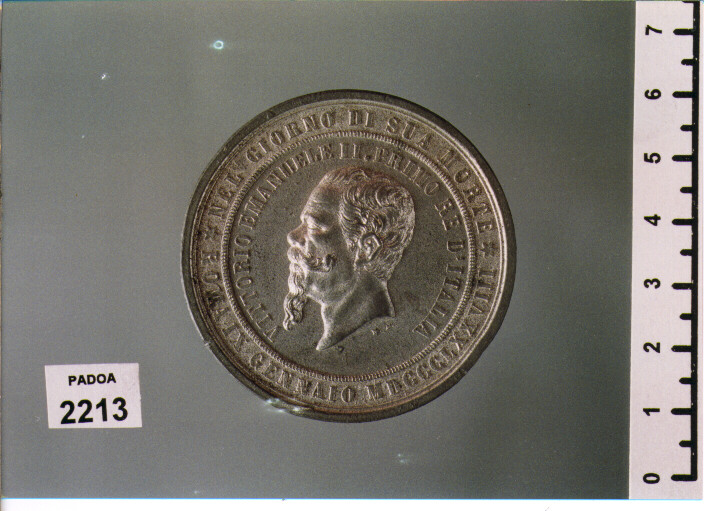 NEL GIORNO DI SUA MORTE
ROMA IX GENNAIO MDCCCLXXVIII
VITTORIO EMANUELE II. PRIMO RE D'ITALIA
PADOA
2213
7
6
5
4
3
2
1
0